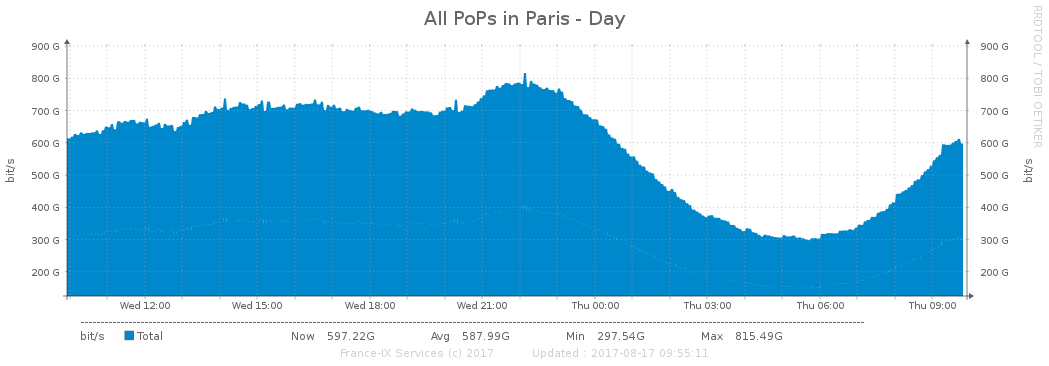 All PoPs in Paris - Day
RRDTOOL / TOBI OETIKER
900 G 900 G
800 G 800 G
700 G 700 G
600 G 600 G
500 G 500 G
400 G 400 G
300 G 300 G
200 G 200 G
bit/s bit/s
Wed 12:00 Wed 15:00 Wed 18:00 Wed 21:00 Thu 00:00 Thu 03:00 Thu 06:00 Thu 09:00
bit/s Total Now 597.22G Avg 587.99G Min 297.54G Max 815.49G
France-IX Services (c) 2017 Updated : 2017-08-17 09:55:11